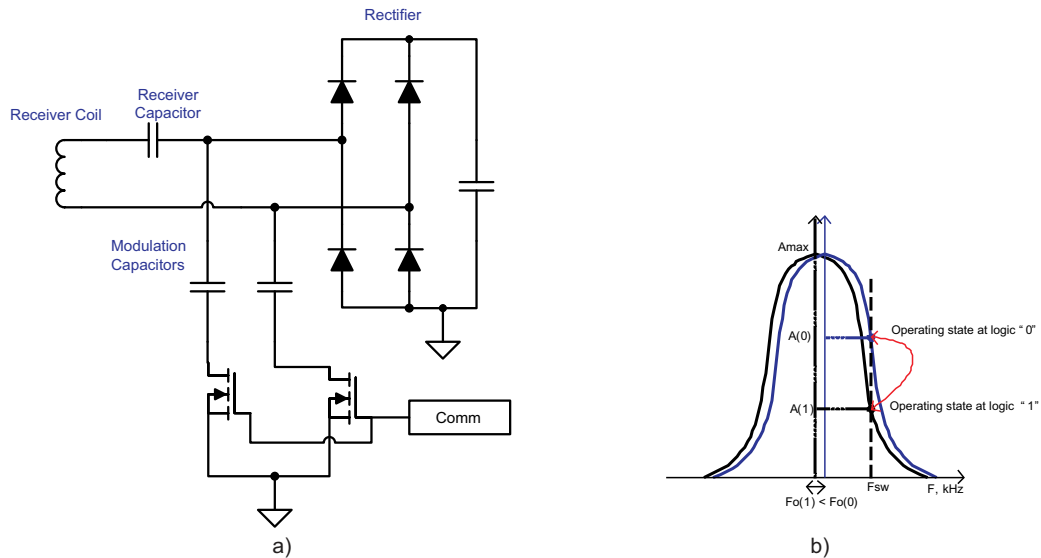 Rectifier
Receiver
Capacitor
Receiver Coil
Modulation
Capacitors
Comm
a)
Amax
A(0)
Operating state at logic “ 0”
A(1)
Operating state at logic “ 1”
Fsw
F, kHz
Fo(1) < Fo(0)
b)